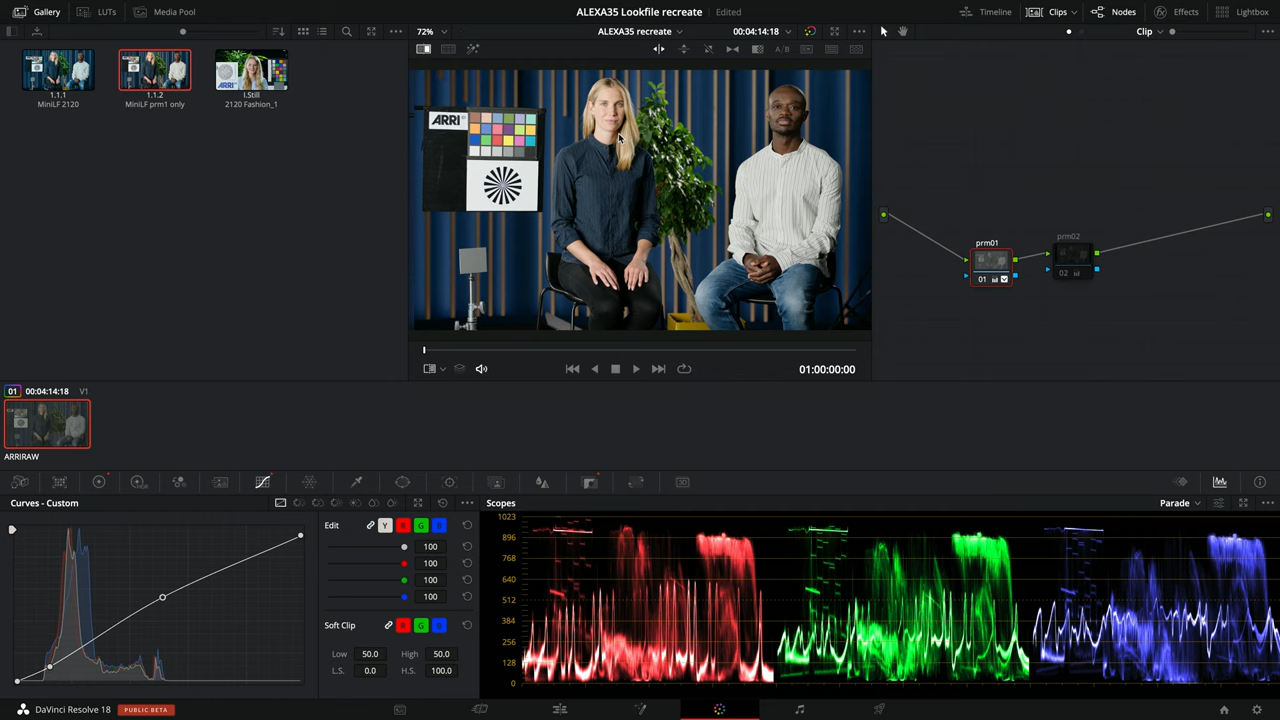 Gallery LUTs Media Pool ALEXA35 Lookfile recreate Edited Timeline Clips Nodes Effects Lightbox
72% ALEXA35 recreate 00:04:14:18 Clip
A/B
1.1.1
MiniLF 2120
1.1.2
MiniLF prm1 only
I.Still
2120 Fashion_1
ARRI
prm01
01
prm02
02
01:00:00:00
01 00:04:14:18 V1
ARRIRAW
Curves - Custom
Edit Y R G B
100
100
100
100
Soft Clip R G B
Low 50.0 High 50.0
L.S. 0.0 H.S. 100.0
Scopes Parade
1023
896
768
640
512
384
256
128
0
DaVinci Resolve 18 PUBLIC BETA